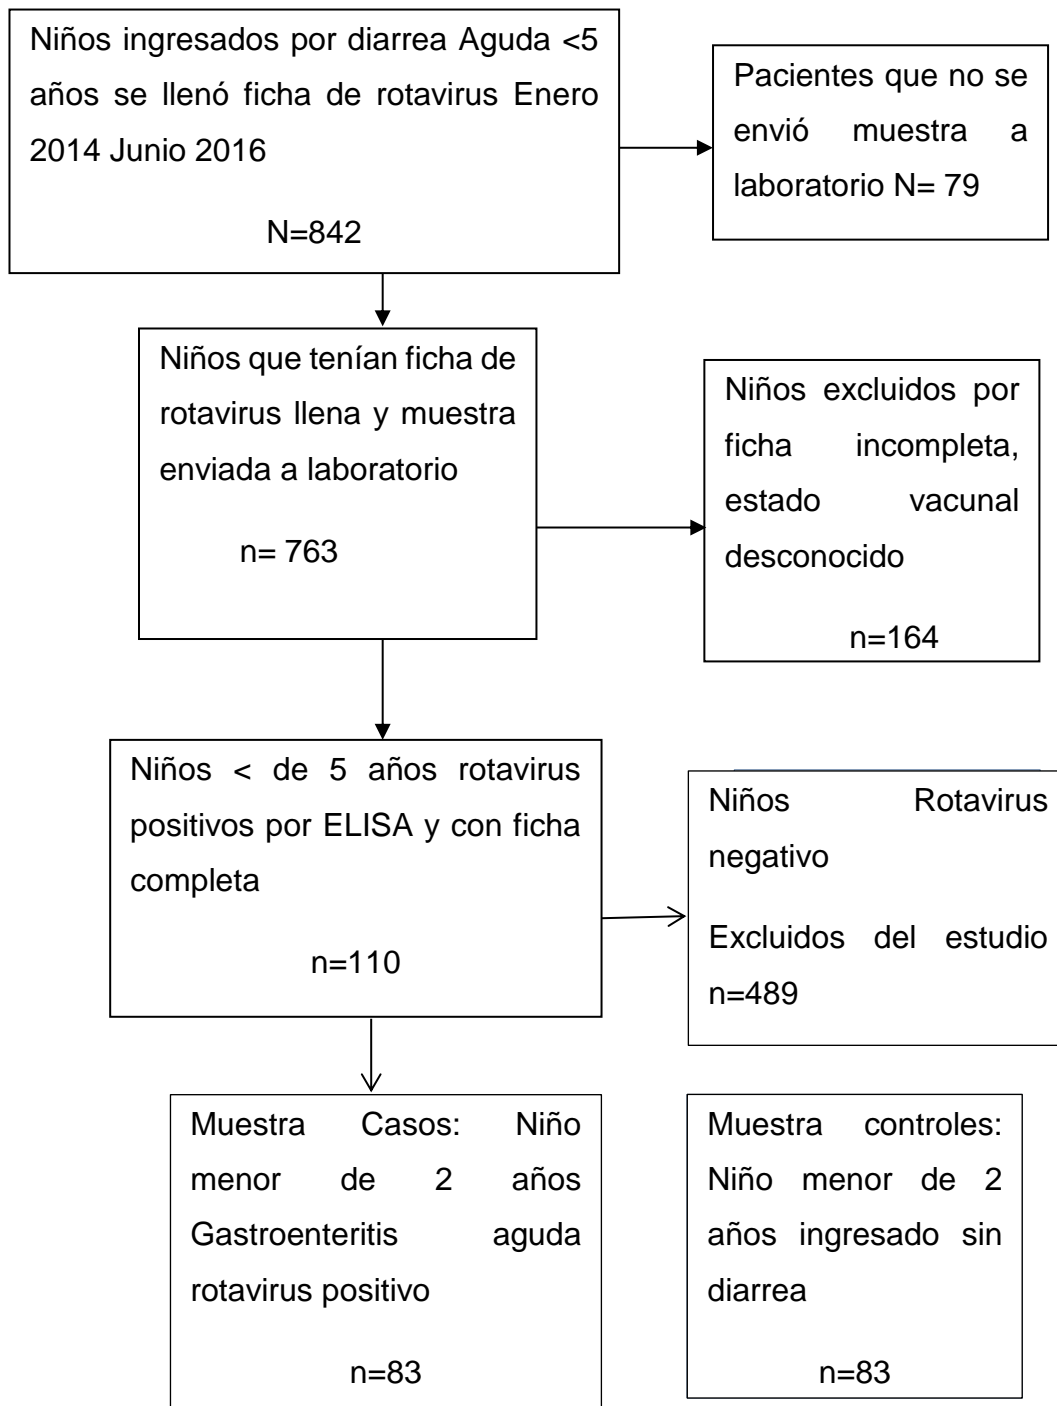 Niños ingresados por diarrea Aguda <5
años se llenó ficha de rotavirus Enero
2014 Junio 2016
N=842
Pacientes que no se
envió muestra a
laboratorio N= 79
Niños que tenían ficha de
rotavirus llena y muestra
enviada a laboratorio
n= 763
Niños excluidos por
ficha incompleta,
estado vacunal
desconocido
n=164
Niños < de 5 años rotavirus
positivos por ELISA y con ficha
completa
n=110
Niños Rotavirus
negativo
Excluidos del estudio
n=489
Muestra Casos: Niño
menor de 2 años
Gastroenteritis aguda
rotavirus positivo
n=83
Muestra controles:
Niño menor de 2
años ingresado sin
diarrea
n=83